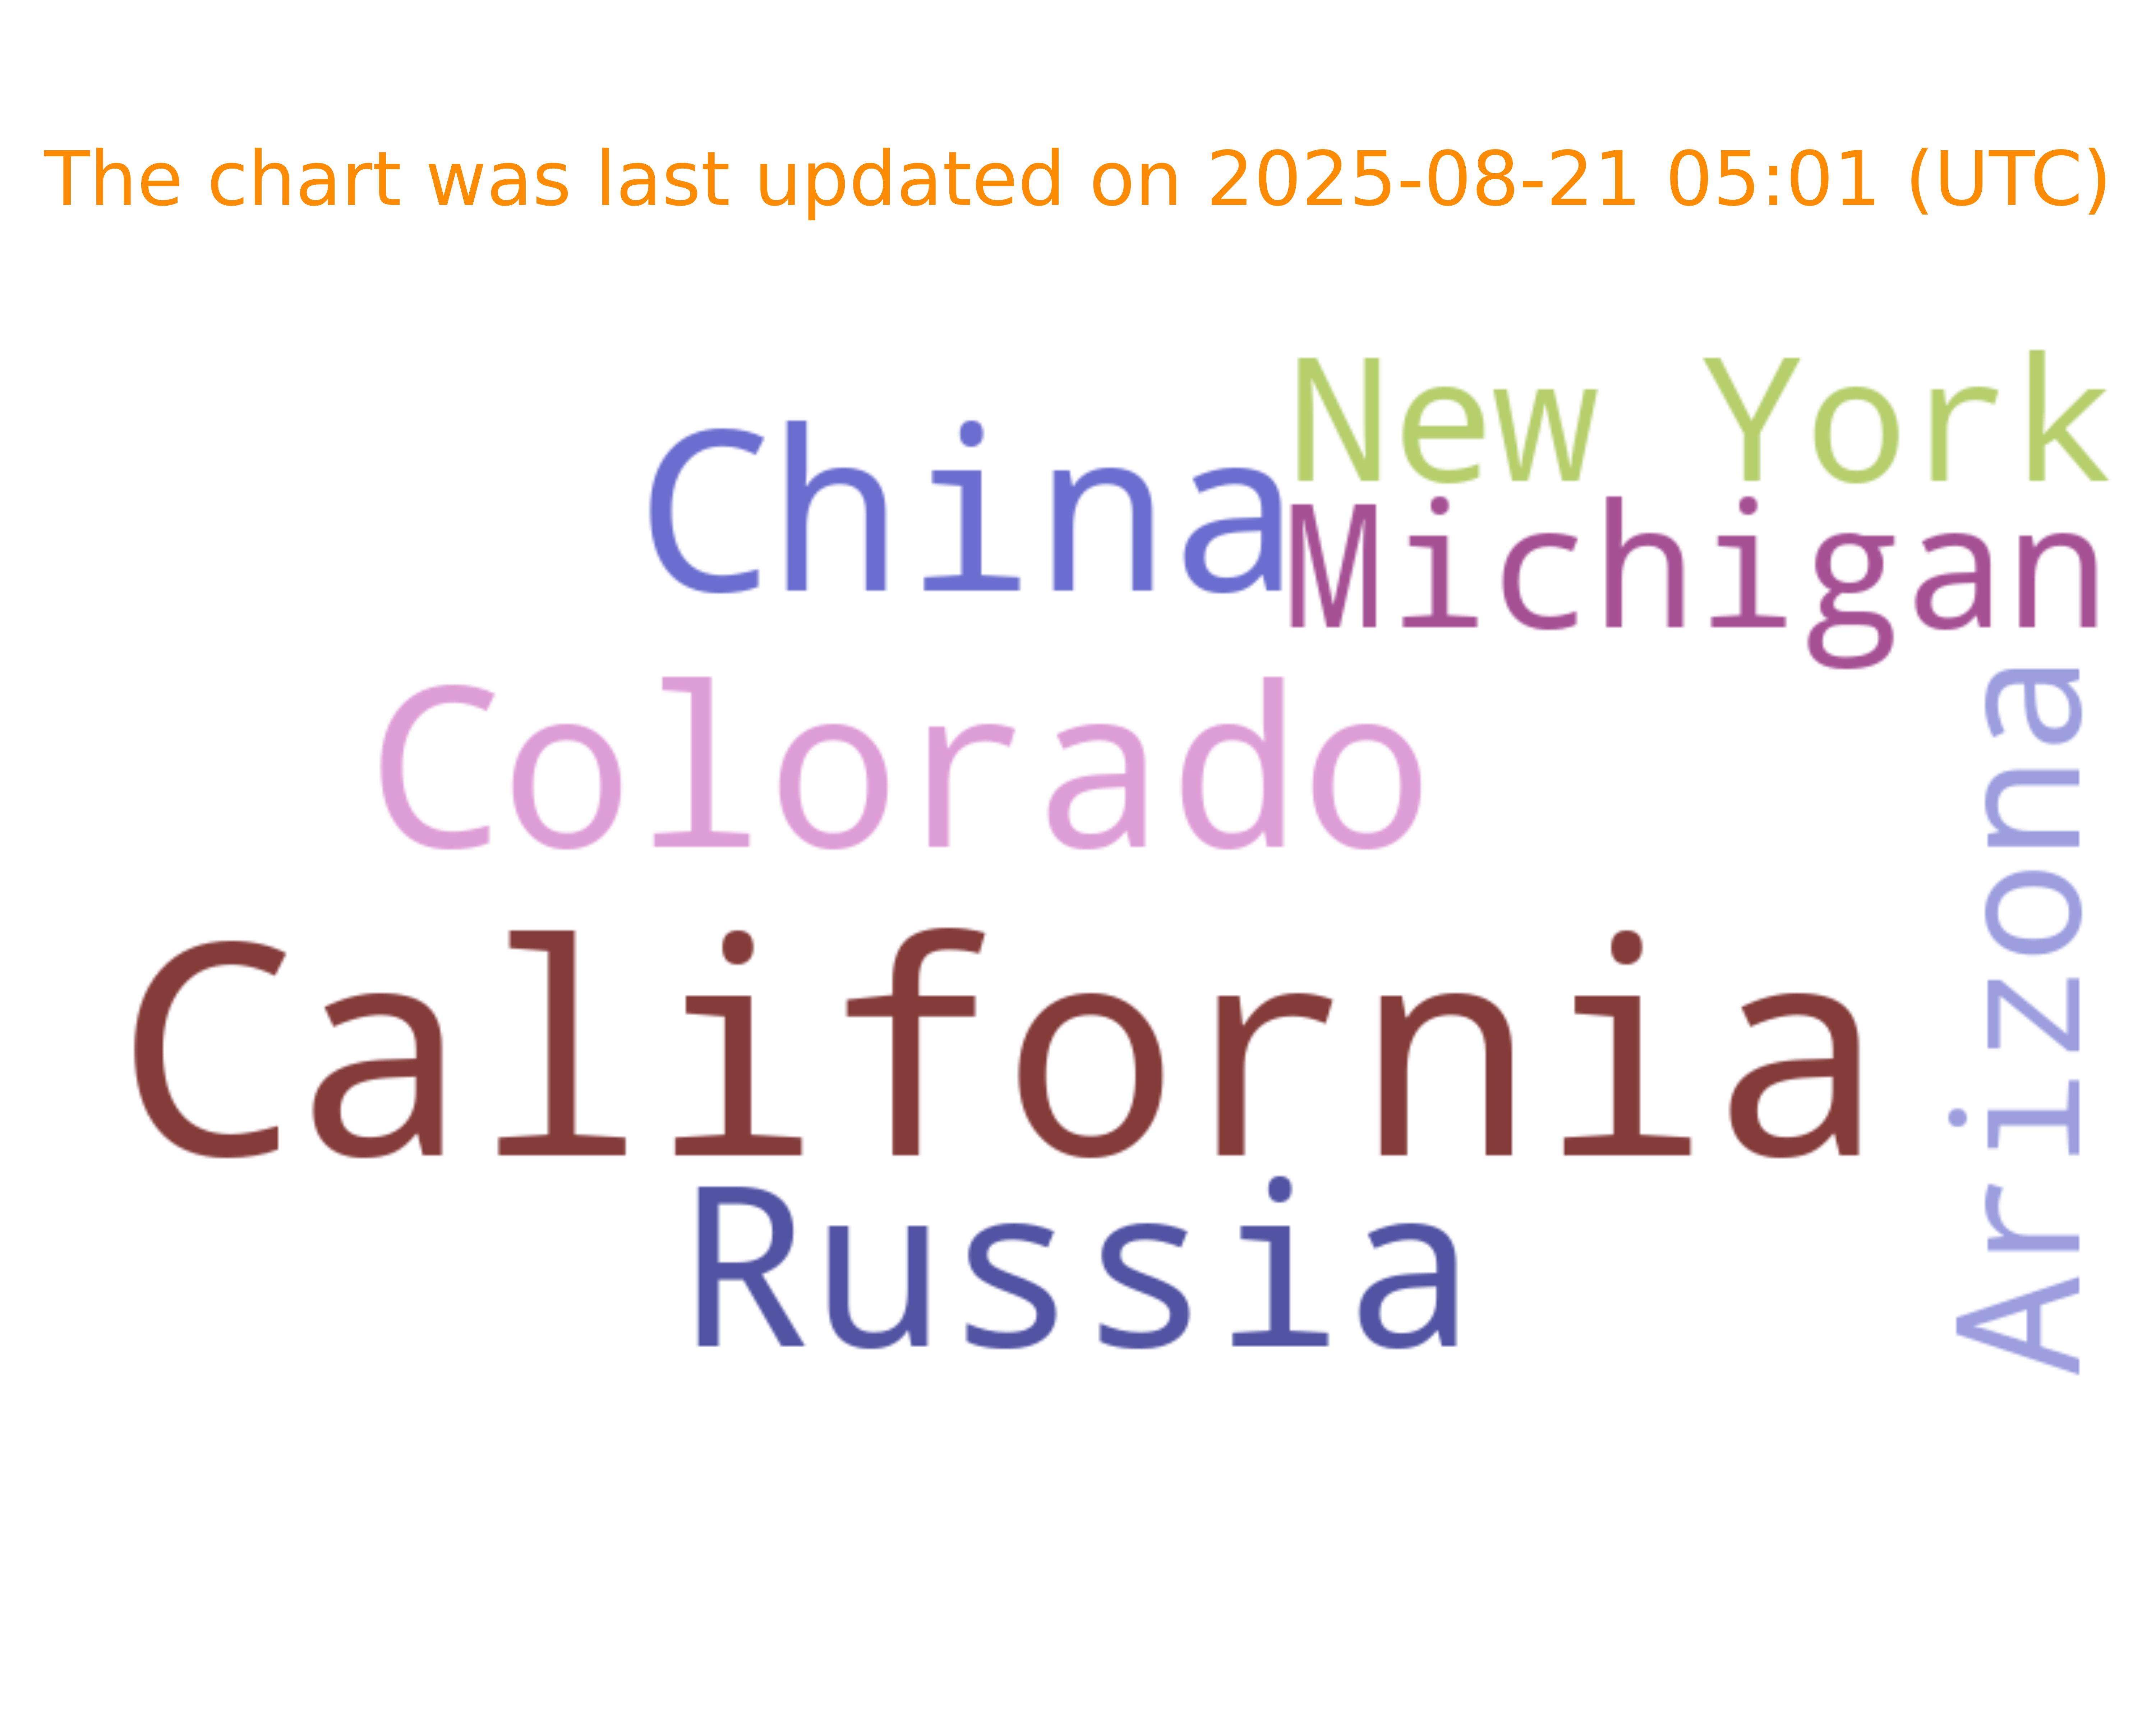 The chart was last updated on 2025-08-21 05:01 (UTC)
New York
China
Michigan
Colorado
Arizona
California
Russia